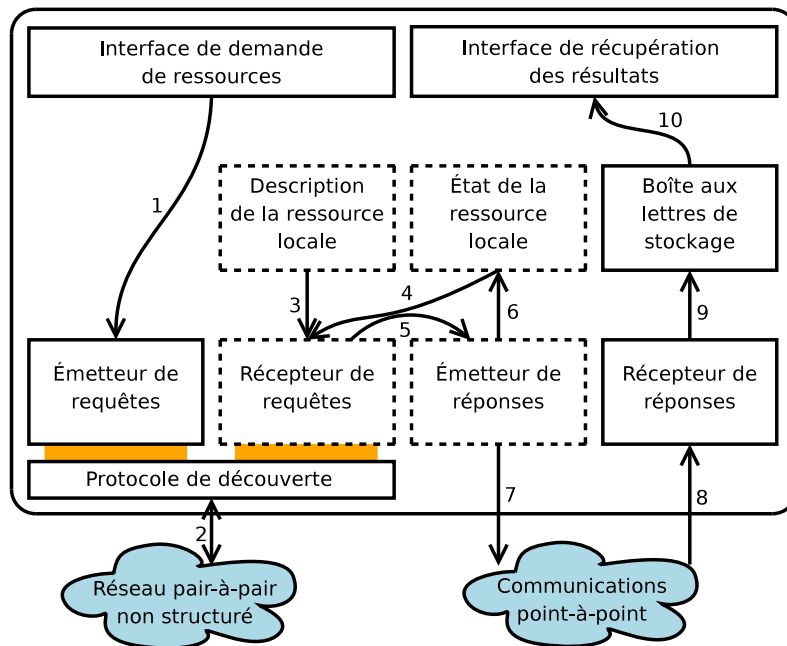 Interface de demande
de ressources
Interface de récupération
des résultats
10
1
Description
de la ressource
locale
État de la
ressource
locale
Boîte aux
lettres de
stockage
3
4
5
6
9
Émetteur de
requêtes
Récepteur de
requêtes
Émetteur de
réponses
Récepteur de
réponses
Protocole de découverte
2
7
8
Réseau pair-à-pair
non structuré
Communications
point-à-point